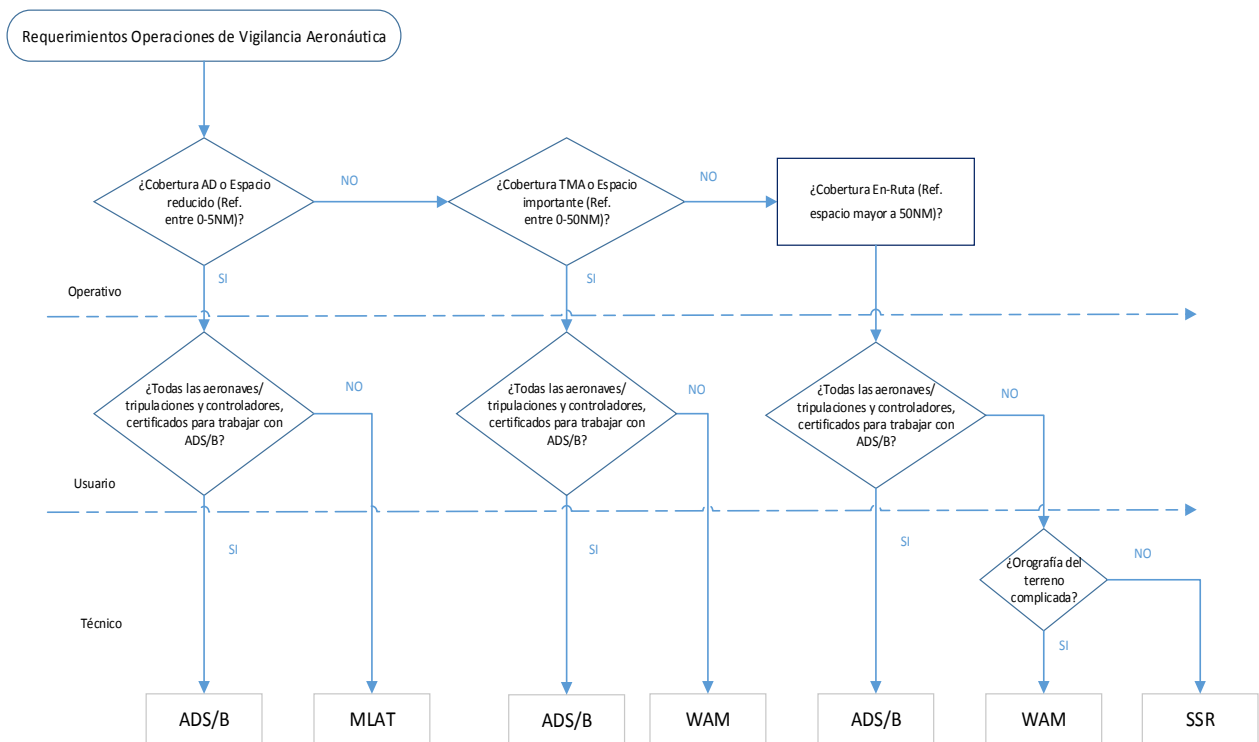 Requerimientos Operaciones de Vigilancia Aeronáutica
¿Cobertura AD o Espacio
reducido (Ref.
entre 0-5NM)?
NO
¿Cobertura TMA o Espacio
importante (Ref.
entre 0-50NM)?
NO
¿Cobertura En-Ruta (Ref.
espacio mayor a 50NM)?
SI
SI
Operativo
¿Todas las aeronaves/
tripulaciones y controladores,
certificados para trabajar con
ADS/B?
NO
¿Todas las aeronaves/
tripulaciones y controladores,
certificados para trabajar con
ADS/B?
NO
¿Todas las aeronaves/
tripulaciones y controladores,
certificados para trabajar con
ADS/B?
NO
Usuario
SI
SI
SI
¿Orografía del
terreno
complicada?
NO
Técnico
SI
ADS/B
MLAT
ADS/B
WAM
ADS/B
WAM
SSR